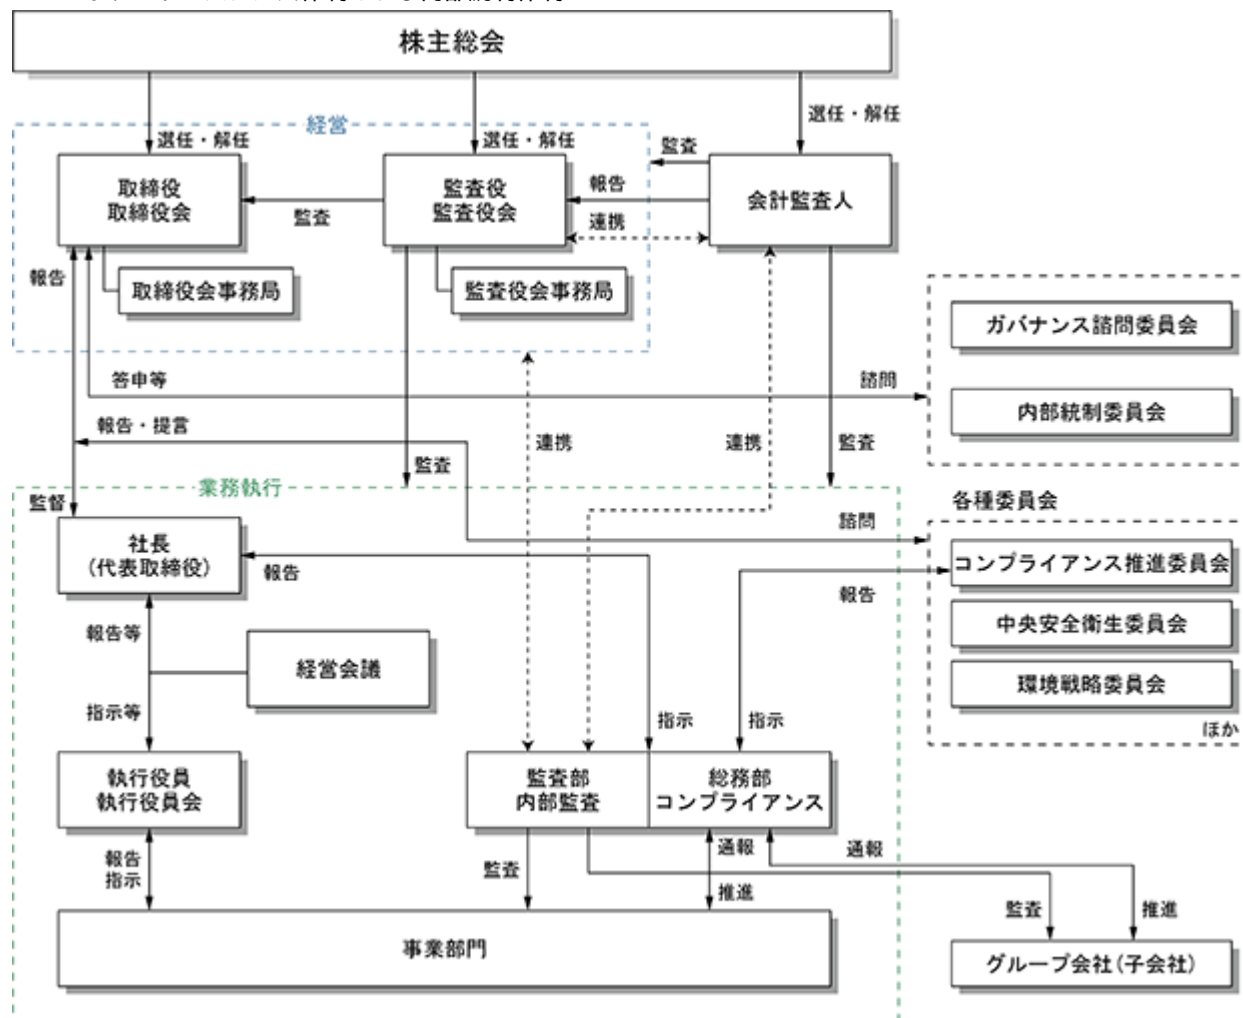 株主総会
選任・解任
経営
選任・解任
選任・解任
監査
取締役
取締役会
監査役
監査役会
会計監査人
監査
報告
連携
報告
取締役会事務局
監査役会事務局
ガバナンス諮問委員会
答申等
諮問
内部統制委員会
報告・提言
連携
連携
監査
監査
業務執行
監督
各種委員会
諮問
社長
(代表取締役)
報告
コンプライアンス推進委員会
報告
報告等
中央安全衛生委員会
経営会議
環境戦略委員会
指示等
指示
指示
ほか
執行役員
執行役員会
監査部
内部監査
総務部
コンプライアンス
報告
指示
監査
通報
推進
通報
監査
推進
事業部門
グループ会社(子会社)